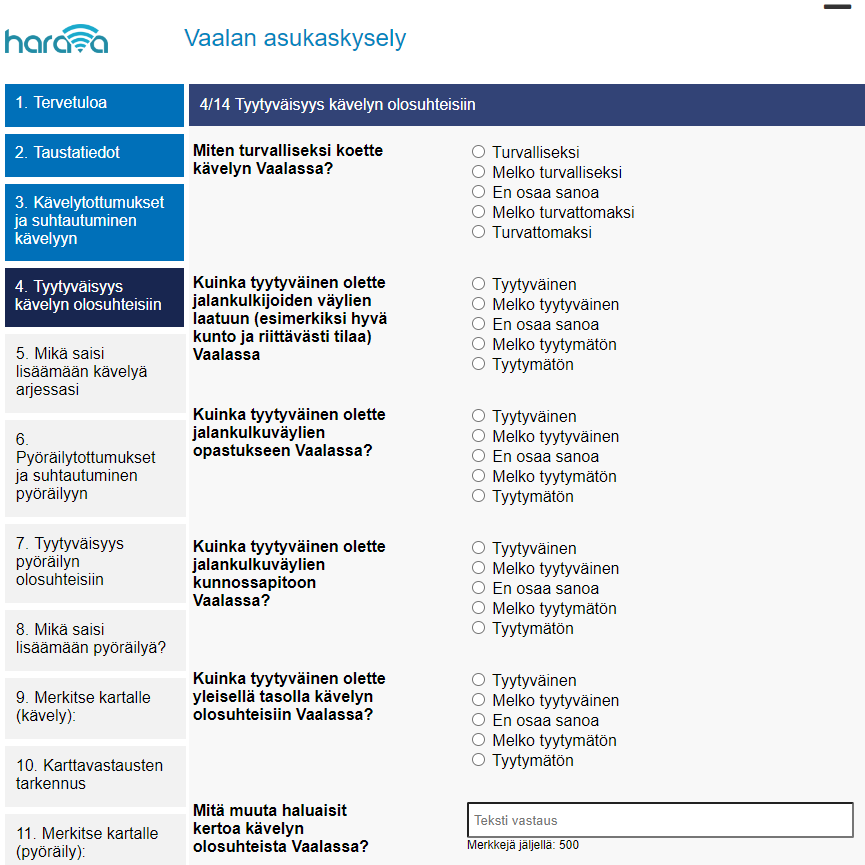 harava
Vaalan asukaskysely
1. Tervetuloa
2. Taustatiedot
3. Kävelytottumukset
ja suhtautuminen
kävelyyn
4. Tyytyväisyys
kävelyn olosuhteisiin
5. Mikä saisi
lisäämään kävelyä
arjessasi
6.
Pyöräilytottumukset
ja suhtautuminen
pyöräilyyn
7. Tyytyväisyys
pyöräilyn
olosuhteisiin
8. Mikä saisi
lisäämään pyöräilyä?
9. Merkitse kartalle
(kävely):
10. Karttavastausten
tarkennus
11. Merkitse kartalle
(pyöräily):
4/14 Tyytyväisyys kävelyn olosuhteisiin
Miten turvalliseksi koette
kävelyn Vaalassa?
Turvalliseksi
Melko turvalliseksi
En osaa sanoa
Melko turvattomaksi
Turvattomaksi
Kuinka tyytyväinen olette
jalankulkijoiden väylien
laatuun (esimerkiksi hyvä
kunto ja riittävästi tilaa)
Vaalassa
Tyytyväinen
Melko tyytyväinen
En osaa sanoa
Melko tyytymätön
Tyytymätön
Kuinka tyytyväinen olette
jalankulkuväylien
opastukseen Vaalassa?
Tyytyväinen
Melko tyytyväinen
En osaa sanoa
Melko tyytymätön
Tyytymätön
Kuinka tyytyväinen olette
jalankulkuväylien
kunnossapitoon
Vaalassa?
Tyytyväinen
Melko tyytyväinen
En osaa sanoa
Melko tyytymätön
Tyytymätön
Kuinka tyytyväinen olette
yleisellä tasolla kävelyn
olosuhteisiin Vaalassa?
Tyytyväinen
Melko tyytyväinen
En osaa sanoa
Melko tyytymätön
Tyytymätön
Mitä muuta haluaisit
kertoa kävelyn
olosuhteista Vaalassa?
Teksti vastaus
Merkkejä jäljellä: 500